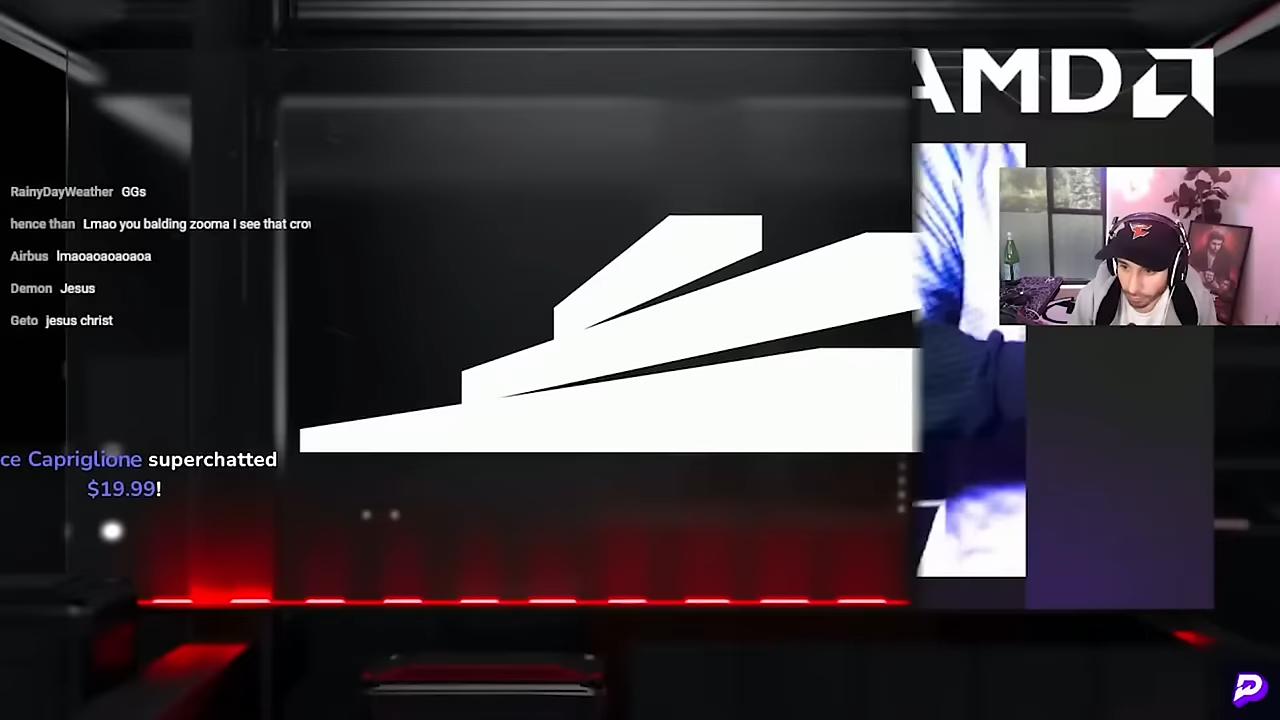 AMD
RainyDayWeather GGs
hence than Lmao you balding zooma I see that cro
Airbus lmaoaoaoaoaoa
Demon Jesus
Geto jesus christ
ce Capriglione superchatted
$19.99!